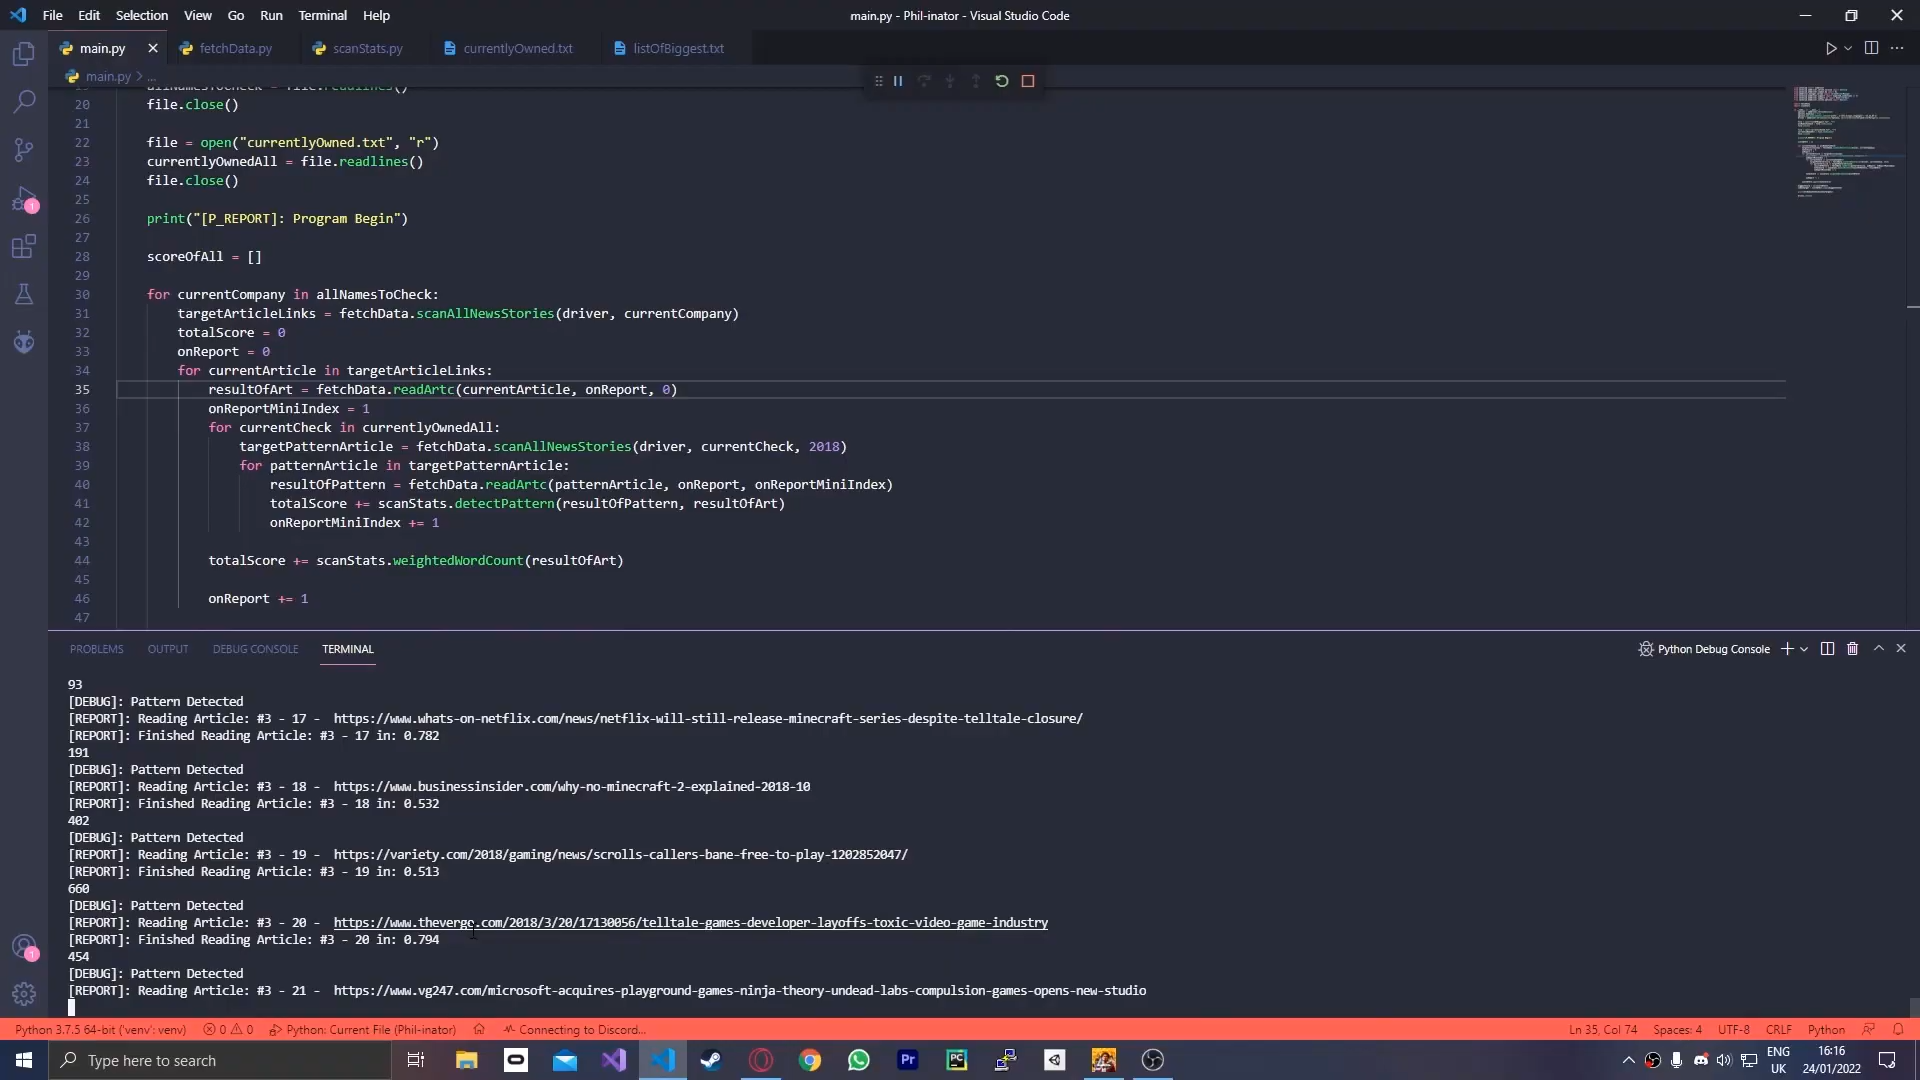 File Edit Selection View Go Run Terminal Help
main.py - Phil-inator - Visual Studio Code
main.py fetchData.py scanStats.py currentlyOwned.txt listOfBiggest.txt
main.py > ...
20 file.close()
21
22 file = open("currentlyOwned.txt", "r")
23 currentlyOwnedAll = file.readlines()
24 file.close()
25
26 print("[P_REPORT]: Program Begin")
27
28 scoreOfAll = []
29
30 for currentCompany in allNamesToCheck:
31 targetArticleLinks = fetchData.scanAllNewsStories(driver, currentCompany)
32 totalScore = 0
33 onReport = 0
34 for currentArticle in targetArticleLinks:
35 resultOfArt = fetchData.readArtc(currentArticle, onReport, 0)
36 onReportMiniIndex = 1
37 for currentCheck in currentlyOwnedAll:
38 targetPatternArticle = fetchData.scanAllNewsStories(driver, currentCheck, 2018)
39 for patternArticle in targetPatternArticle:
40 resultOfPattern = fetchData.readArtc(patternArticle, onReport, onReportMiniIndex)
41 totalScore += scanStats.detectPattern(resultOfPattern, resultOfArt)
42 onReportMiniIndex += 1
43
44 totalScore += scanStats.weightedWordCount(resultOfArt)
45
46 onReport += 1
47
PROBLEMS OUTPUT DEBUG CONSOLE TERMINAL
Python Debug Console
93
[DEBUG]: Pattern Detected
[REPORT]: Reading Article: #3 - 17 - https://www.whats-on-netflix.com/news/netflix-will-still-release-minecraft-series-despite-telltale-closure/
[REPORT]: Finished Reading Article: #3 - 17 in: 0.782
191
[DEBUG]: Pattern Detected
[REPORT]: Reading Article: #3 - 18 - https://www.businessinsider.com/why-no-minecraft-2-explained-2018-10
[REPORT]: Finished Reading Article: #3 - 18 in: 0.532
402
[DEBUG]: Pattern Detected
[REPORT]: Reading Article: #3 - 19 - https://variety.com/2018/gaming/news/scrolls-callers-bane-free-to-play-1202852047/
[REPORT]: Finished Reading Article: #3 - 19 in: 0.513
660
[DEBUG]: Pattern Detected
[REPORT]: Reading Article: #3 - 20 - https://www.theverge.com/2018/3/20/17130056/telltale-games-developer-layoffs-toxic-video-game-industry
[REPORT]: Finished Reading Article: #3 - 20 in: 0.794
454
[DEBUG]: Pattern Detected
[REPORT]: Reading Article: #3 - 21 - https://www.vg247.com/microsoft-acquires-playground-games-ninja-theory-undead-labs-compulsion-games-opens-new-studio
Python 3.7.5 64-bit ('venv': venv) 0 0 Python: Current File (Phil-inator) Connecting to Discord... Ln 35, Col 74 Spaces: 4 UTF-8 CRLF Python
Type here to search
ENG
UK
16:16
24/01/2022